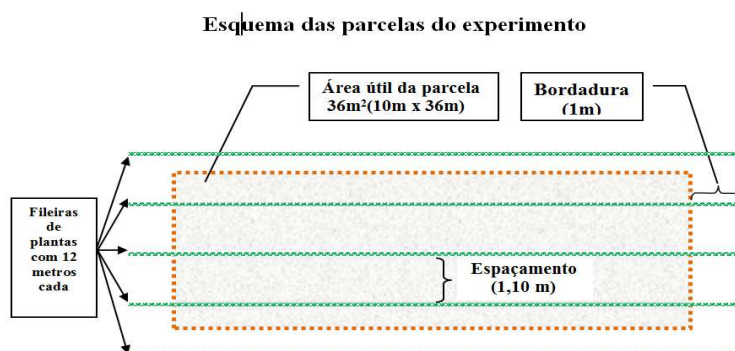 Esquema das parcelas do experimento
Área útil da parcela
36m²(10m x 36m)
Bordadura
(1m)
Fileiras
de
plantas
com 12
metros
cada
Espaçamento
(1,10 m)